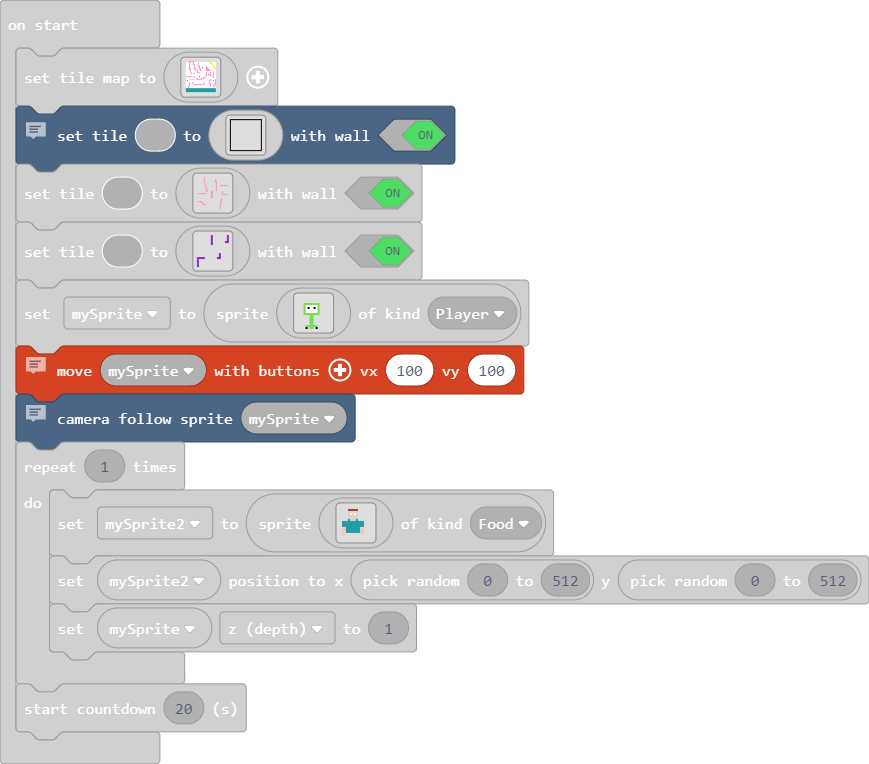 on start
set tile map to
set tile to with wall ON
set tile to with wall ON
set tile to with wall ON
set mySprite to sprite of kind Player
move mySprite with buttons vx 100 vy 100
camera follow sprite mySprite
repeat 1 times
do
set mySprite2 to sprite of kind Food
set mySprite2 position to x pick random 0 to 512 y pick random 0 to 512
set mySprite z (depth) to 1
start countdown 20 (s)